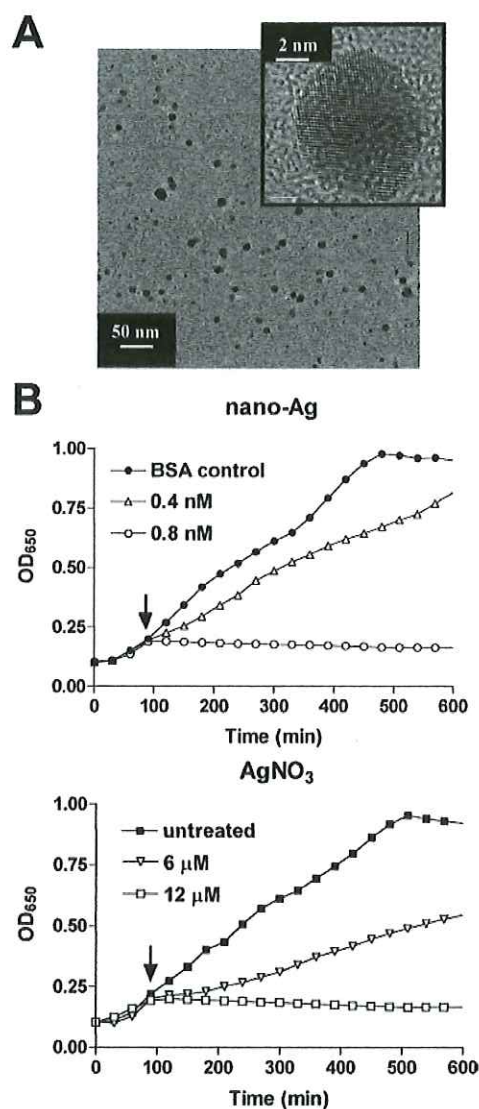 A
2 nm
50 nm
B
nano-Ag
1.00
0.75
0.50
0.25
0.00
OD650
BSA control
0.4 nM
0.8 nM
0 100 200 300 400 500 600
Time (min)
AgNO3
1.00
0.75
0.50
0.25
0.00
OD650
untreated
6 μM
12 μM
0 100 200 300 400 500 600
Time (min)